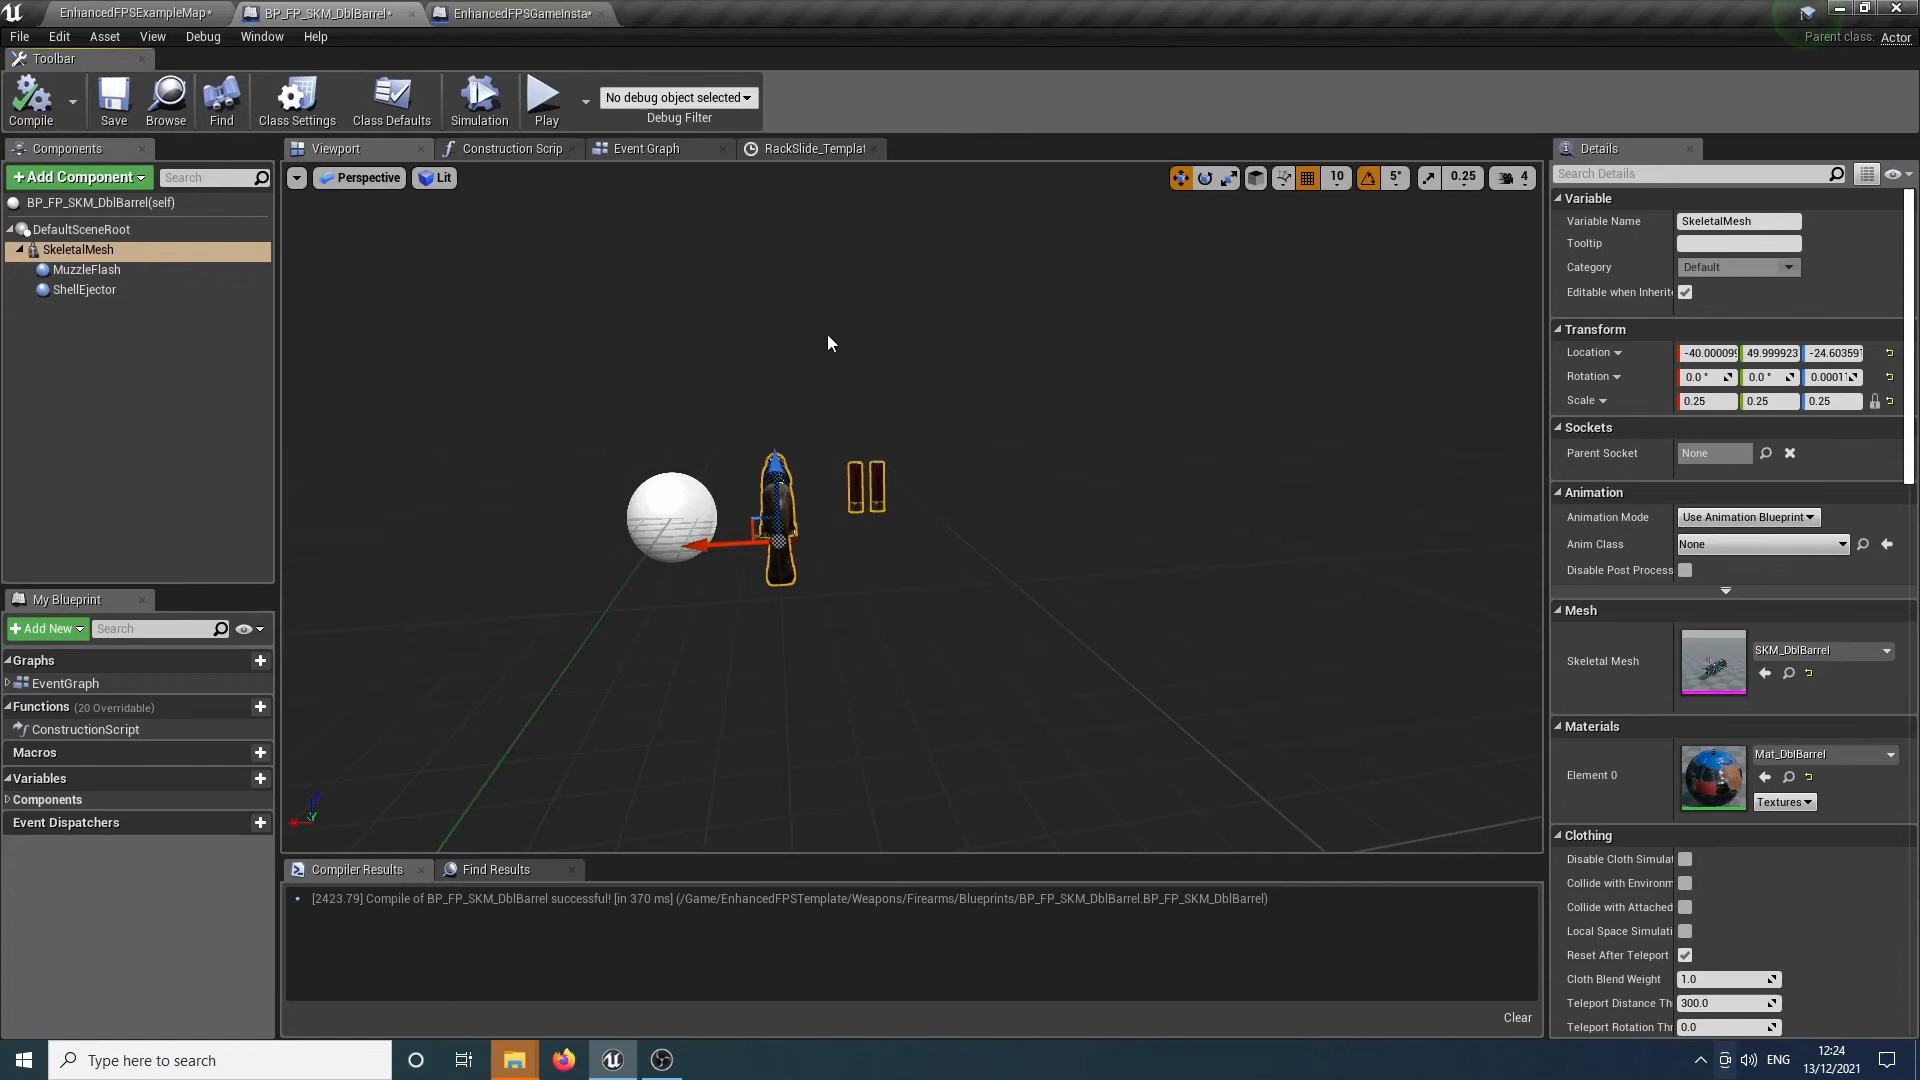 EnhancedFPSExampleMap*
BP_FP_SKM_DblBarrel*
EnhancedFPSGameInsta*
File Edit Asset View Debug Window Help
Parent class: Actor
Toolbar
Compile Save Browse Find Class Settings Class Defaults Simulation Play
No debug object selected
Debug Filter
Components
+Add Component
Search
BP_FP_SKM_DblBarrel(self)
DefaultSceneRoot
SkeletalMesh
MuzzleFlash
ShellEjector
My Blueprint
+Add New
Search
Graphs
EventGraph
Functions (20 Overridable)
ConstructionScript
Macros
Variables
Components
Event Dispatchers
Viewport
Construction Scrip
Event Graph
RackSlide_Templat
Perspective
Lit
10
5°
0.25
4
Compiler Results
Find Results
[2423.79] Compile of BP_FP_SKM_DblBarrel successful! [in 370 ms] (/Game/EnhancedFPSTemplate/Weapons/Firearms/Blueprints/BP_FP_SKM_DblBarrel.BP_FP_SKM_DblBarrel)
Clear
Details
Search Details
Variable
Variable Name SkeletalMesh
Tooltip
Category Default
Editable when Inherite
Transform
Location -40.000099 49.999923 -24.603591
Rotation 0.0 ° 0.0 ° 0.00011
Scale 0.25 0.25 0.25
Sockets
Parent Socket None
Animation
Animation Mode Use Animation Blueprint
Anim Class None
Disable Post Process
Mesh
Skeletal Mesh SKM_DblBarrel
Materials
Element 0 Mat_DblBarrel
Textures
Clothing
Disable Cloth Simulat
Collide with Environm
Collide with Attached
Local Space Simulati
Reset After Teleport
Cloth Blend Weight 1.0
Teleport Distance Th 300.0
Teleport Rotation Thr 0.0
Type here to search
ENG
12:24
13/12/2021